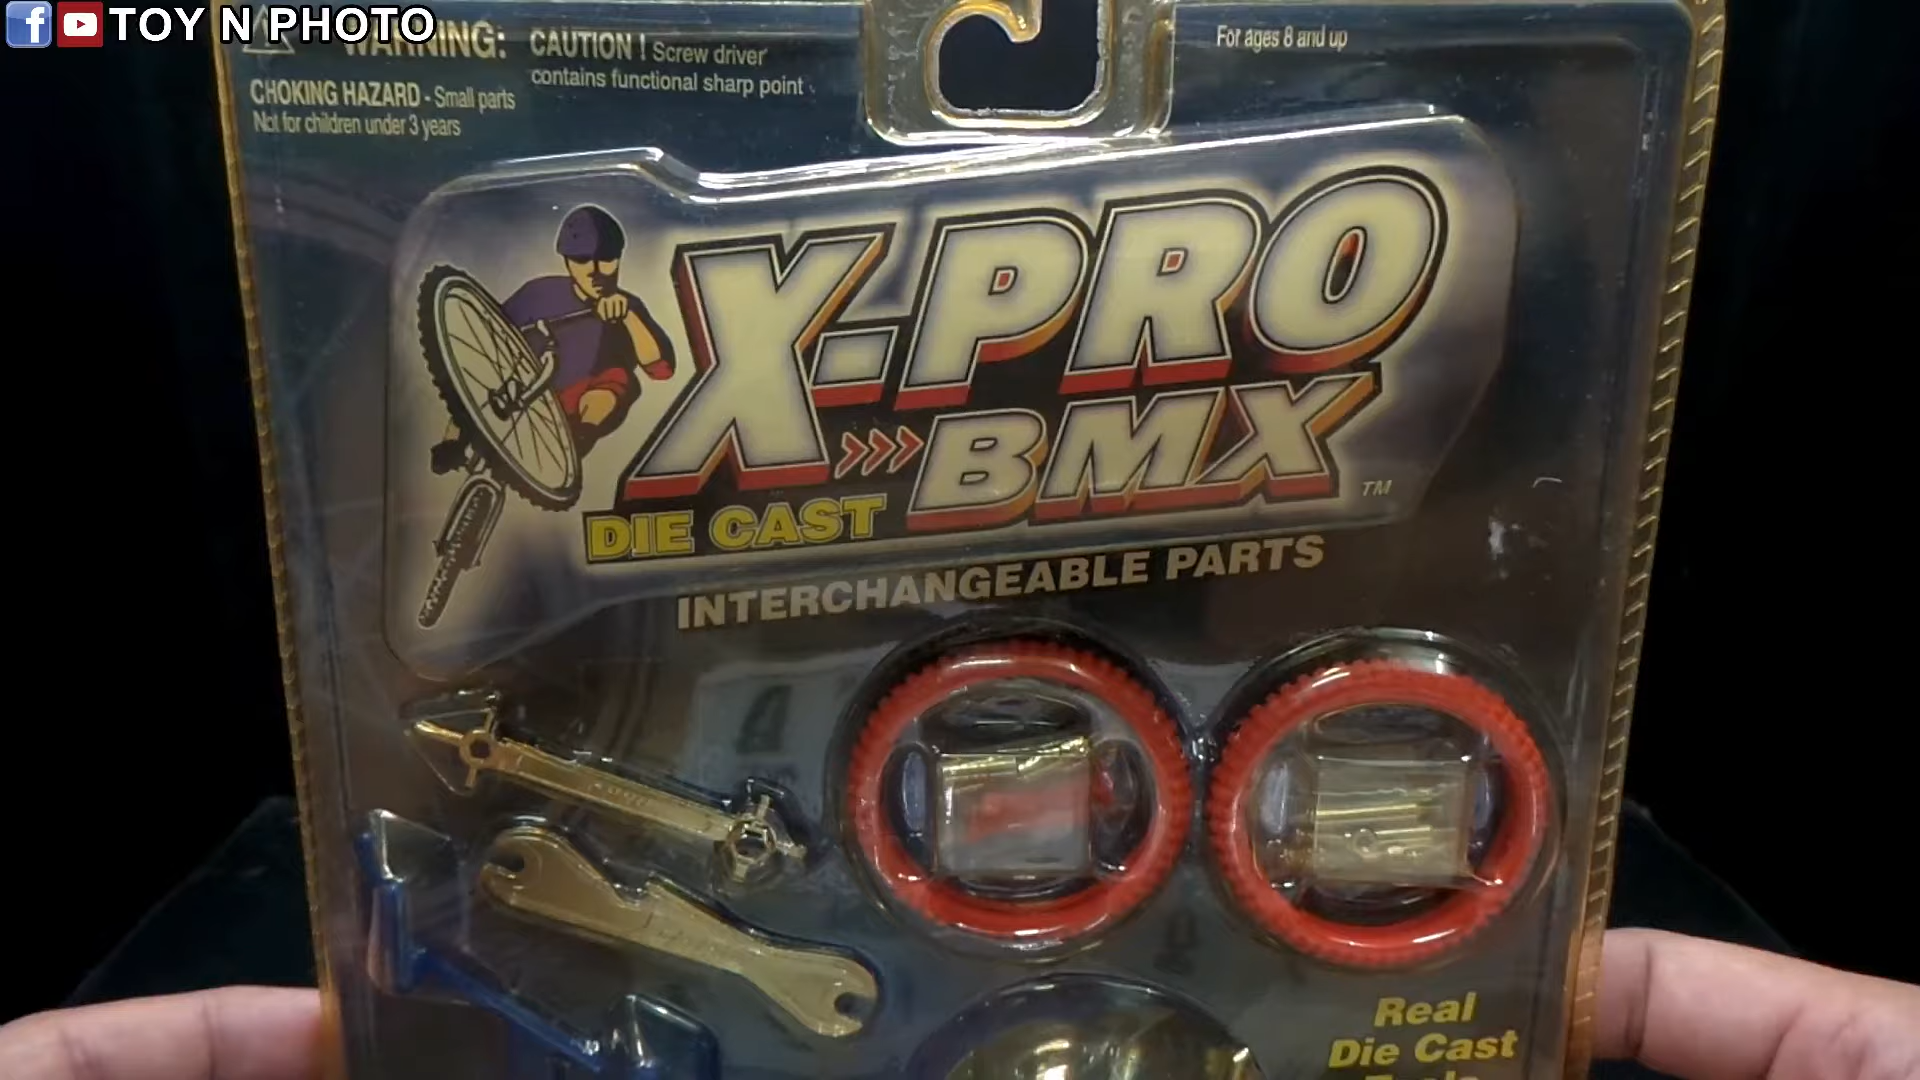 TOY N PHOTO
WARNING:
CHOKING HAZARD - Small parts
Not for children under 3 years
CAUTION ! Screw driver
contains functional sharp point
For ages 8 and up
X-PRO
BMX
TM
DIE CAST
INTERCHANGEABLE PARTS
Real
Die Cast